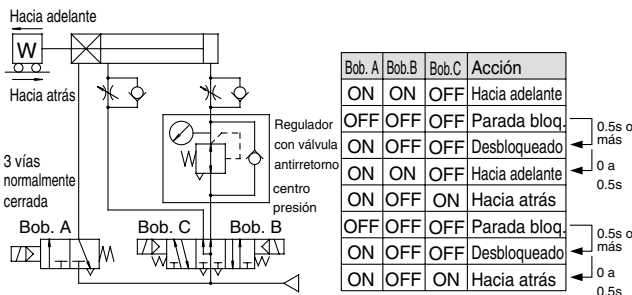 Hacia adelante
W
Hacia atrás
3 vías
normalmente
cerrada
Bob. A
Bob. C
Bob. B
Regulador
con válvula
antirretorno
centro
presión
Bob. A Bob.B Bob.C Acción
ON ON OFF Hacia adelante
OFF OFF OFF Parada bloq.
ON OFF OFF Desbloqueado
ON ON OFF Hacia adelante
ON OFF ON Hacia atrás
OFF OFF OFF Parada bloq.
ON OFF OFF Desbloqueado
ON OFF ON Hacia atrás
0.5s o
más
0 a
0.5s
0.5s o
más
0 a
0.5s